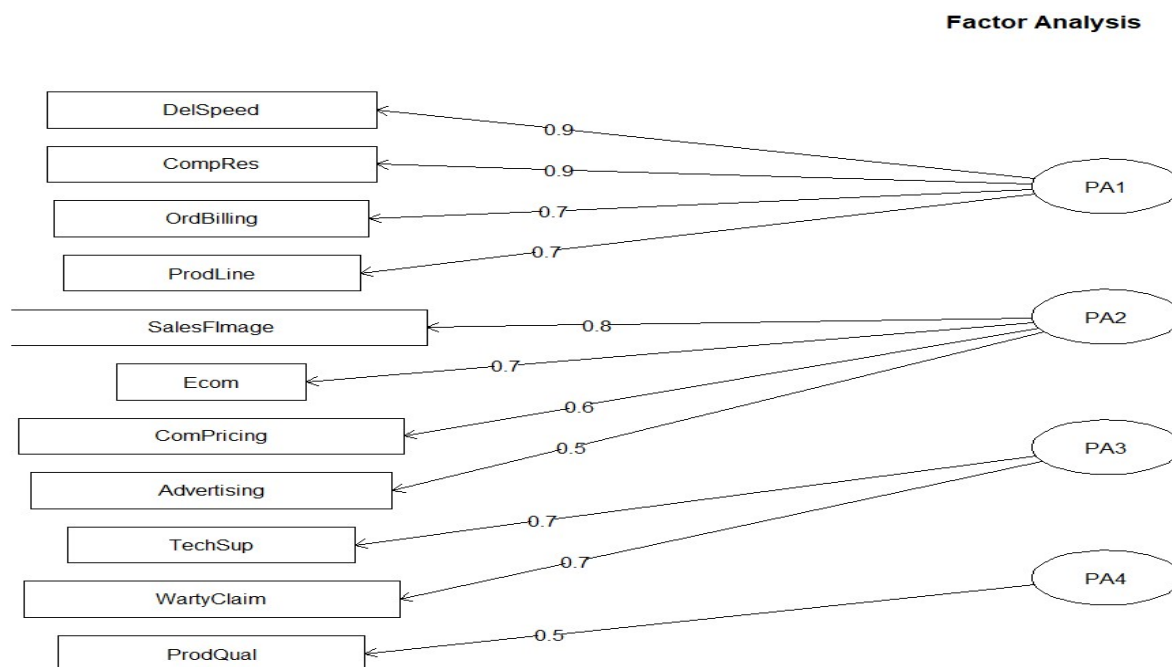 Factor Analysis
DelSpeed
0.9
CompRes
0.9
PA1
OrdBilling
0.7
ProdLine
0.7
SalesFImage
0.8
PA2
Ecom
0.7
ComPricing
0.6
Advertising
0.5
PA3
TechSup
0.7
WartyClaim
0.7
PA4
ProdQual
0.5